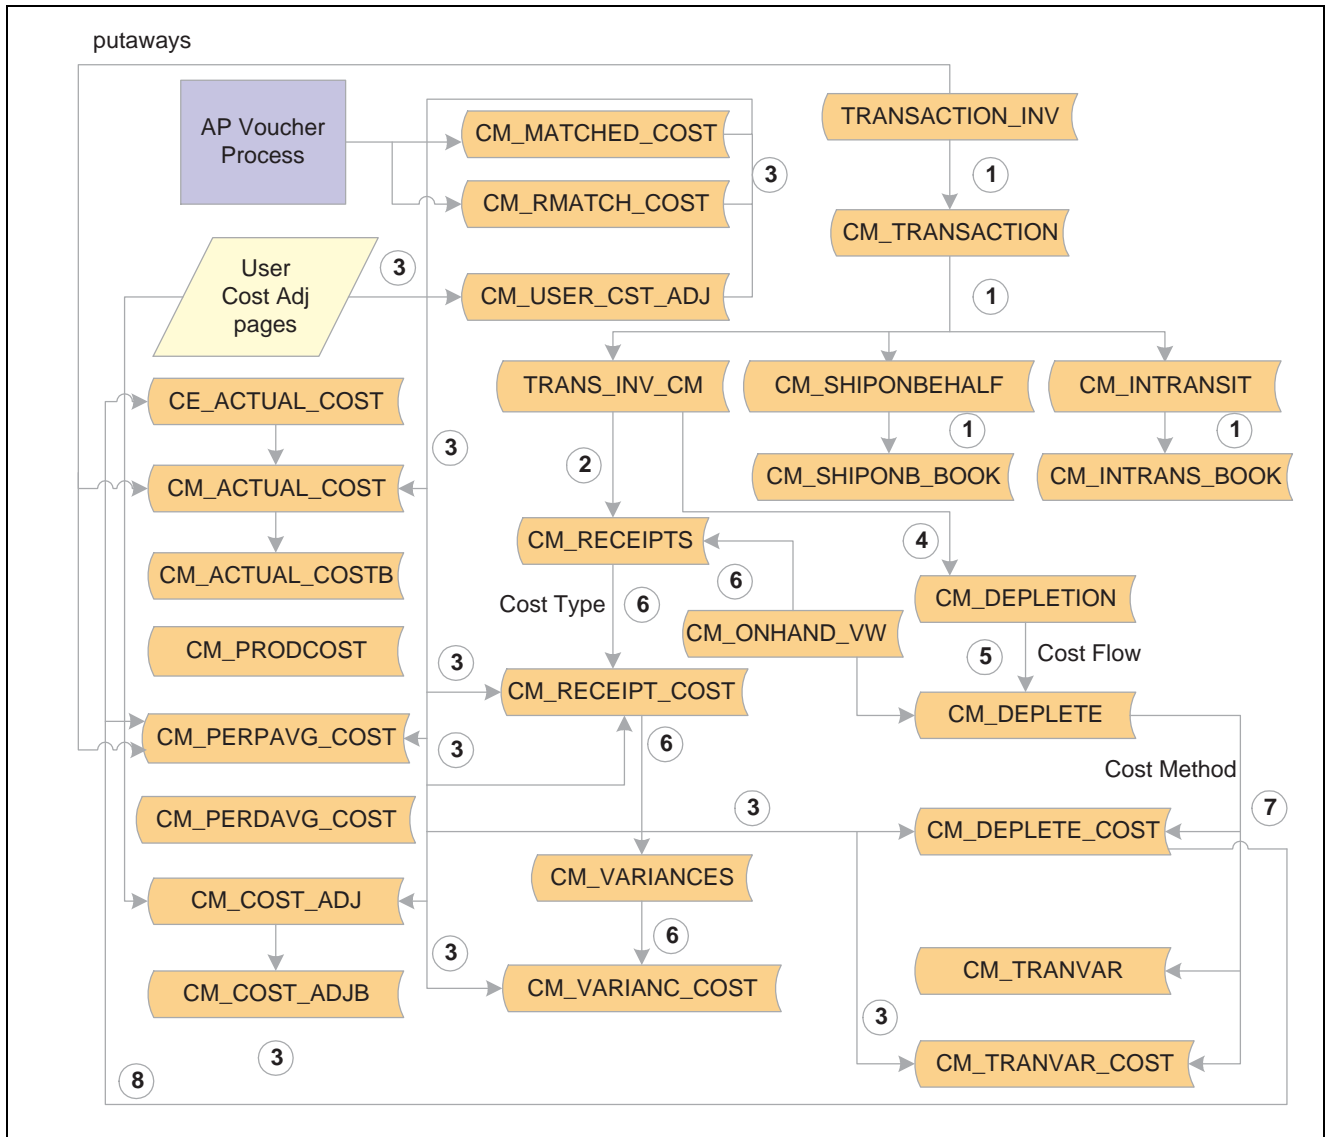 putaways
AP Voucher
Process
CM_MATCHED_COST
TRANSACTION_INV
3
1
CM_RMATCH_COST
CM_TRANSACTION
User
Cost Adj
pages
3
CM_USER_CST_ADJ
1
CE_ACTUAL_COST
TRANS_INV_CM
CM_SHIPONBEHALF
CM_INTRANSIT
3
2
1
1
CM_ACTUAL_COST
CM_SHIPONB_BOOK
CM_INTRANS_BOOK
CM_RECEIPTS
4
CM_ACTUAL_COSTB
6
Cost Type
6
CM_DEPLETION
CM_PRODCOST
CM_ONHAND_VW
3
5
Cost Flow
CM_RECEIPT_COST
CM_DEPLETE
CM_PERPAVG_COST
3
6
Cost Method
3
7
CM_PERDAVG_COST
CM_DEPLETE_COST
CM_VARIANCES
CM_COST_ADJ
3
6
CM_TRANVAR
CM_COST_ADJB
CM_VARIANC_COST
3
3
CM_TRANVAR_COST
8